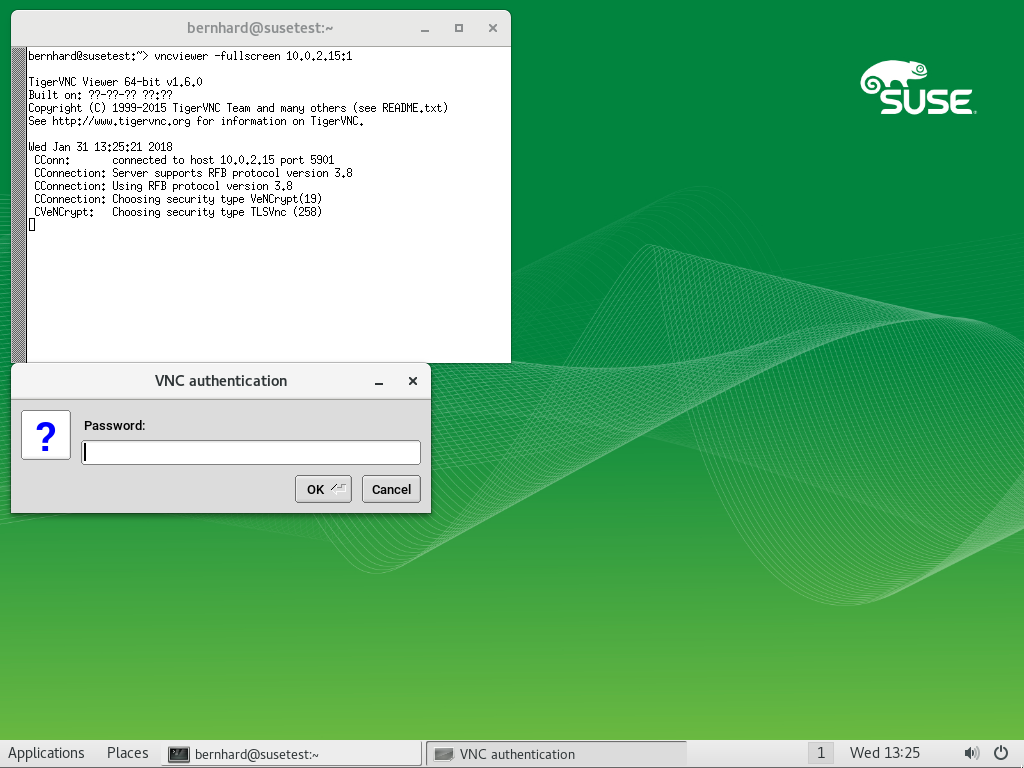 bernhard@susetest:~
bernhard@susetest:~> vncviewer -fullscreen 10.0.2.15:1
TigerVNC Viewer 64-bit v1.6.0
Built on: ??-??-?? ??:??
Copyright (C) 1999-2015 TigerVNC Team and many others (see README.txt)
See http://www.tigervnc.org for information on TigerVNC.
Wed Jan 31 13:25:21 2018
CConn: connected to host 10.0.2.15 port 5901
CConnection: Server supports RFB protocol version 3.8
CConnection: Using RFB protocol version 3.8
CConnection: Choosing security type VeNCrypt(19)
CVeNCrypt: Choosing security type TLSVnc (258)
SUSE
VNC authentication
?
Password:
OK
Cancel
Applications Places bernhard@susetest:~ VNC authentication 1 Wed 13:25